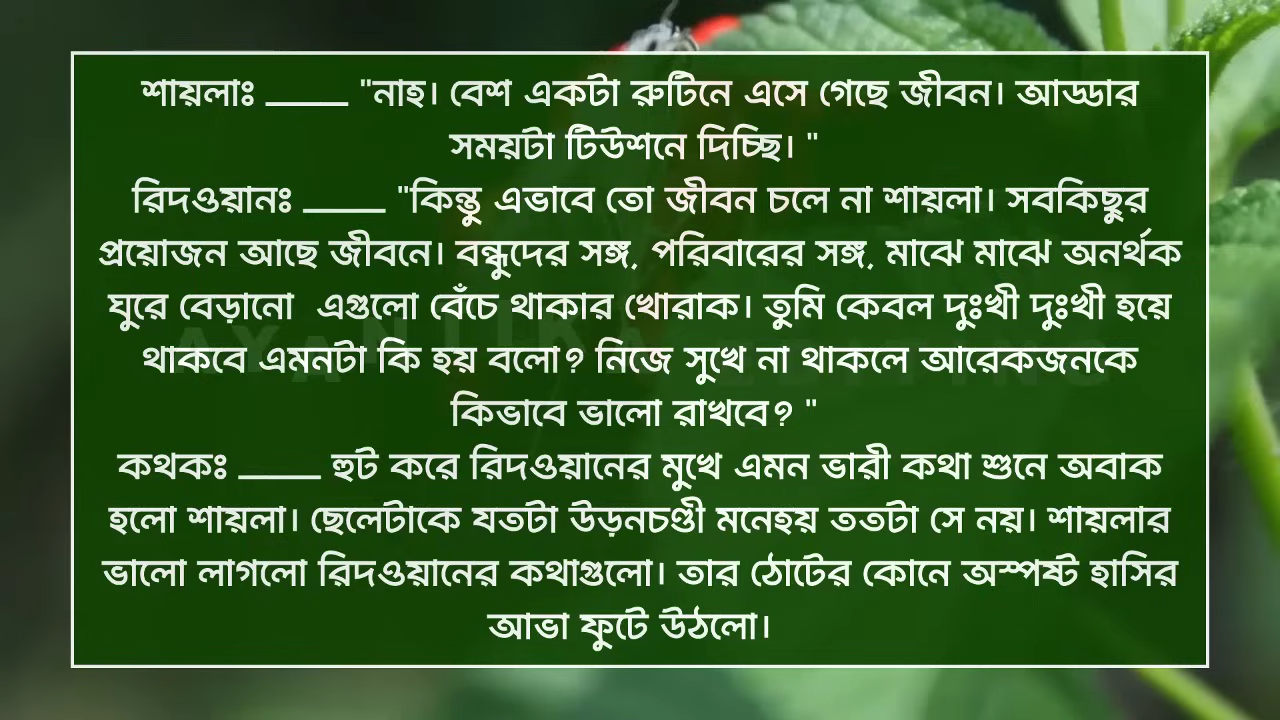 শায়লাঃ _____ "নাহ। বেশ একটা রুটিনে এসে গেছে জীবন। আড্ডার
সময়টা টিউশনে দিচ্ছি। "
রিদওয়ানঃ _____ "কিন্তু এভাবে তো জীবন চলে না শায়লা। সবকিছুর
প্রয়োজন আছে জীবনে। বন্ধুদের সঙ্গ, পরিবারের সঙ্গ, মাঝে মাঝে অনর্থক
ঘুরে বেড়ানো  এগুলো বেঁচে থাকার খোরাক। তুমি কেবল দুঃখী দুঃখী হয়ে
থাকবে এমনটা কি হয় বলো? নিজে সুখে না থাকলে আরেকজনকে
কিভাবে ভালো রাখবে? "
কথকঃ _____ হুট করে রিদওয়ানের মুখে এমন ভারী কথা শুনে অবাক
হলো শায়লা। ছেলেটাকে যতটা উড়নচণ্ডী মনেহয় ততটা সে নয়। শায়লার
ভালো লাগলো রিদওয়ানের কথাগুলো। তার ঠোটের কোনে অস্পষ্ট হাসির
আভা ফুটে উঠলো।